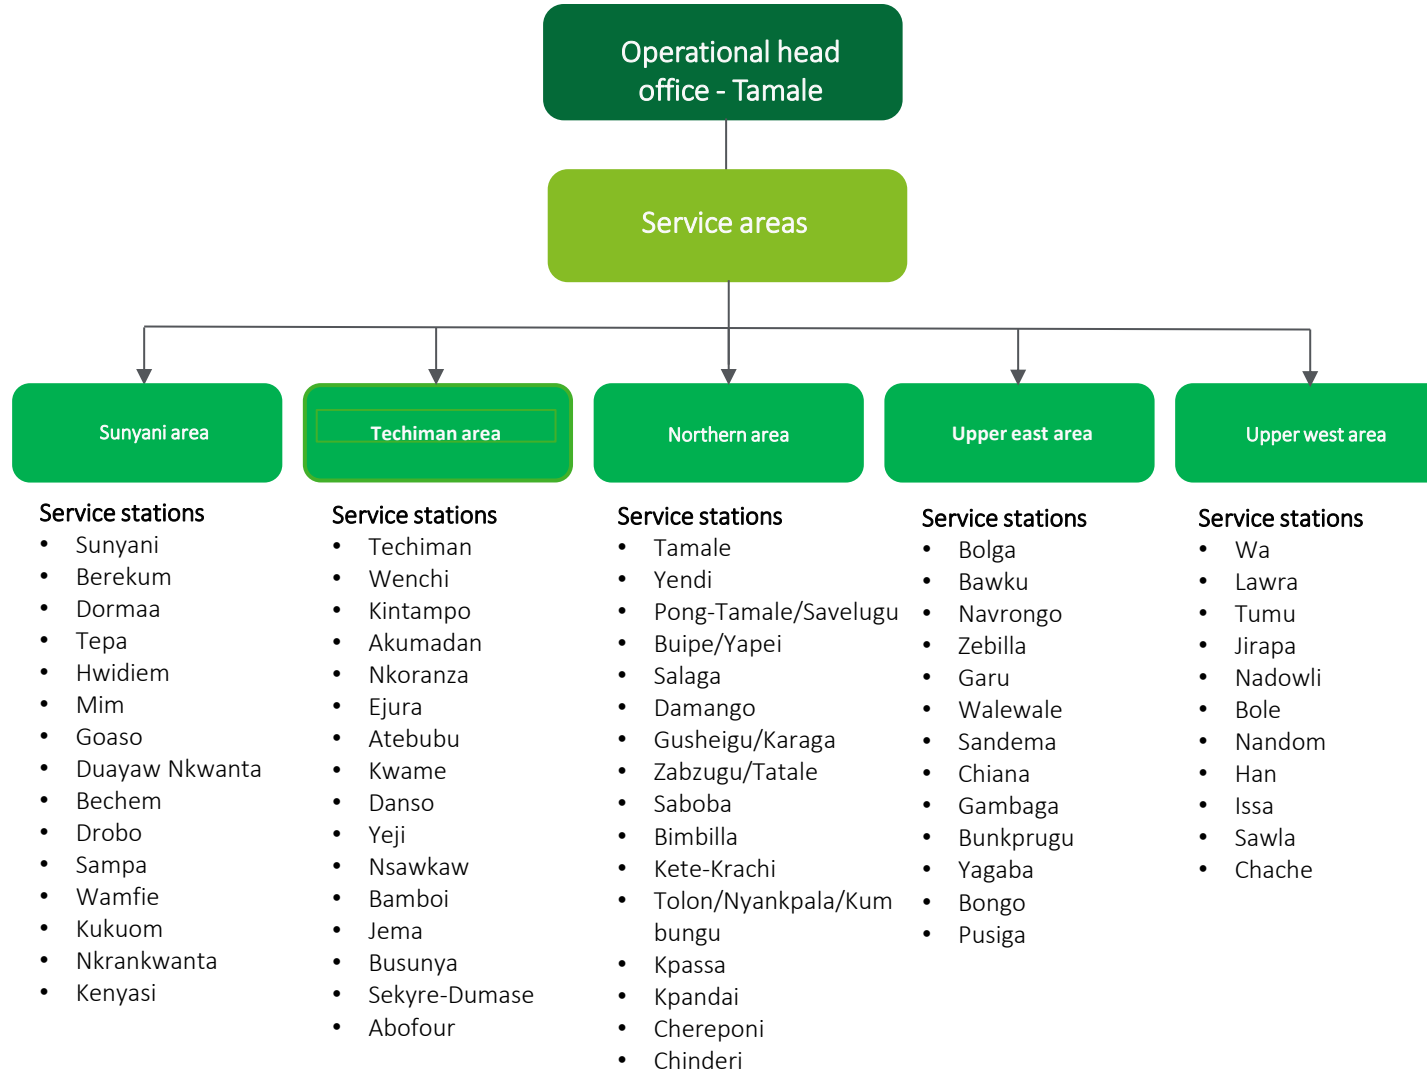 Operational head
office - Tamale
Service areas
Sunyani area
Techiman area
Northern area
Upper east area
Upper west area
Service stations
• Sunyani
• Berekum
• Dormaa
• Tepa
• Hwidiem
• Mim
• Goaso
• Duayaw Nkwanta
• Bechem
• Drobo
• Sampa
• Wamfie
• Kukuom
• Nkrankwanta
• Kenyasi
Service stations
• Techiman
• Wenchi
• Kintampo
• Akumadan
• Nkoranza
• Ejura
• Atebubu
• Kwame
• Danso
• Yeji
• Nsawkaw
• Bamboi
• Jema
• Busunya
• Sekyre-Dumase
• Abofour
Service stations
• Tamale
• Yendi
• Pong-Tamale/Savelugu
• Buipe/Yapei
• Salaga
• Damango
• Gusheigu/Karaga
• Zabzugu/Tatale
• Saboba
• Bimbilla
• Kete-Krachi
• Tolon/Nyankpala/Kum
bungu
• Kpassa
• Kpandai
• Chereponi
• Chinderi
Service stations
• Bolga
• Bawku
• Navrongo
• Zebilla
• Garu
• Walewale
• Sandema
• Chiana
• Gambaga
• Bunkprugu
• Yagaba
• Bongo
• Pusiga
Service stations
• Wa
• Lawra
• Tumu
• Jirapa
• Nadowli
• Bole
• Nandom
• Han
• Issa
• Sawla
• Chache